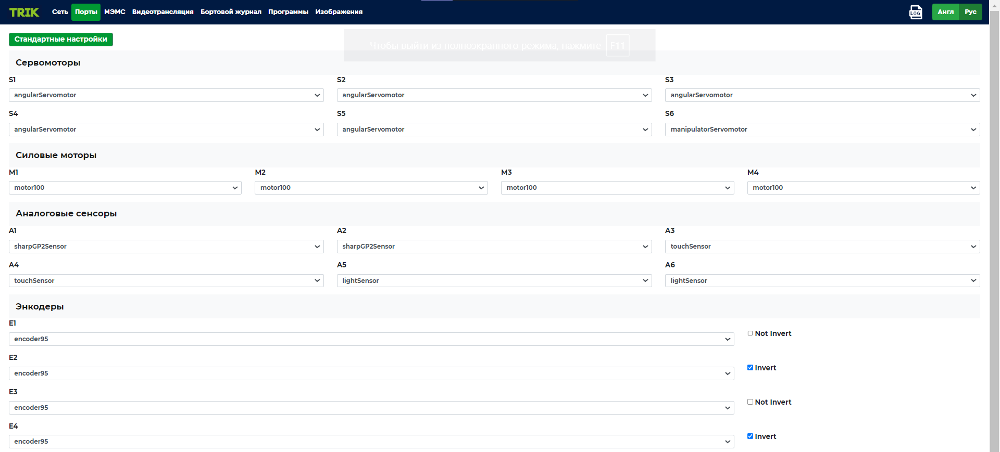 TRIK Сеть Порты МЭМС Видеотрансляция Бортовой журнал Программы Изображения LOG Англ Рус
Стандартные настройки
Чтобы выйти из полноэкранного режима, нажмите F11
Сервомоторы
S1 S2 S3
angularServomotor angularServomotor angularServomotor
S4 S5 S6
angularServomotor angularServomotor manipulatorServomotor
Силовые моторы
M1 M2 M3 M4
motor100 motor100 motor100 motor100
Аналоговые сенсоры
A1 A2 A3
sharpGP2Sensor sharpGP2Sensor touchSensor
A4 A5 A6
touchSensor lightSensor lightSensor
Энкодеры
E1
encoder95 Not Invert
E2
encoder95 Invert
E3
encoder95 Not Invert
E4
encoder95 Invert